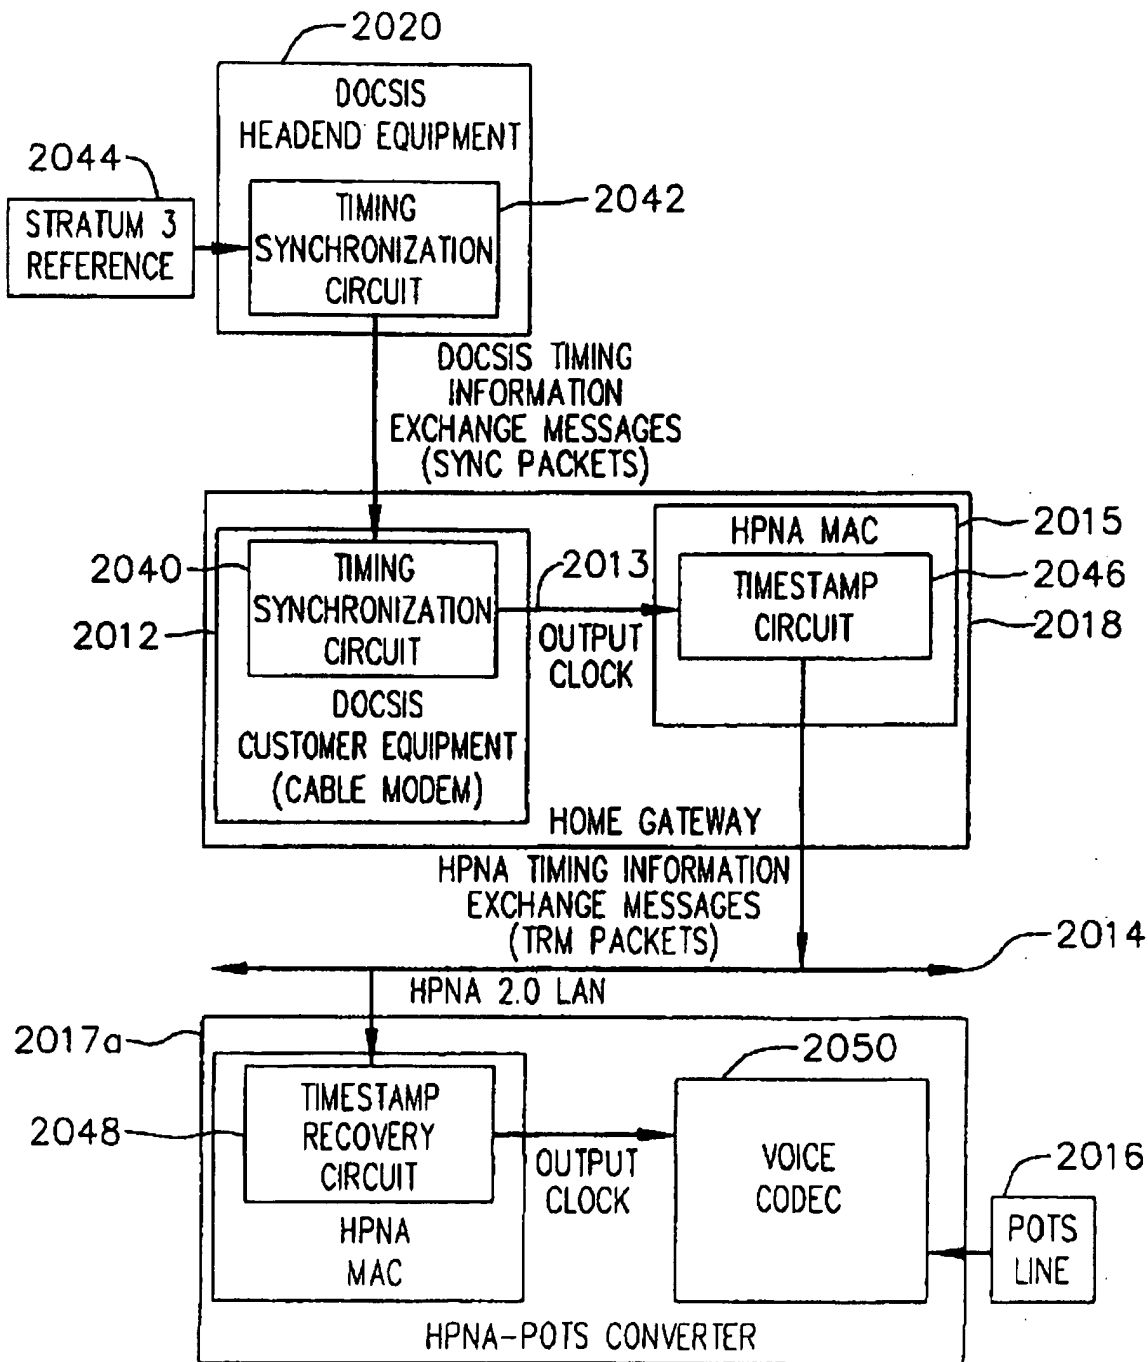 2020
DOCSIS
HEADEND EQUIPMENT
2044
STRATUM 3
REFERENCE
TIMING
SYNCHRONIZATION
CIRCUIT
2042
DOCSIS TIMING
INFORMATION
EXCHANGE MESSAGES
(SYNC PACKETS)
HPNA MAC
2015
2040
TIMING
SYNCHRONIZATION
CIRCUIT
2013
OUTPUT
CLOCK
TIMESTAMP
CIRCUIT
2046
2012
2018
DOCSIS
CUSTOMER EQUIPMENT
(CABLE MODEM)
HOME GATEWAY
HPNA TIMING INFORMATION
EXCHANGE MESSAGES
(TRM PACKETS)
2014
HPNA 2.0 LAN
2017a
2050
TIMESTAMP
RECOVERY
CIRCUIT
2048
OUTPUT
CLOCK
VOICE
CODEC
2016
HPNA
MAC
POTS
LINE
HPNA-POTS CONVERTER